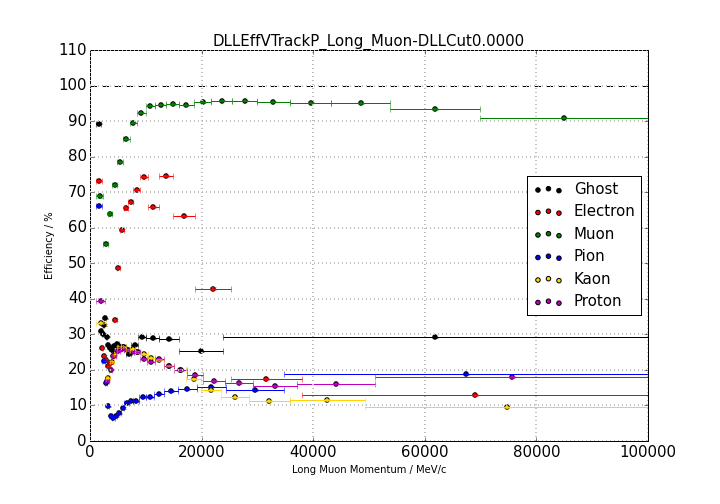 DLLEffVTrackP_Long_Muon-DLLCut0.0000
110
100
90
80
70
60
50
40
30
20
10
0
Efficiency / %
Ghost
Electron
Muon
Pion
Kaon
Proton
0 20000 40000 60000 80000 100000
Long Muon Momentum / MeV/c